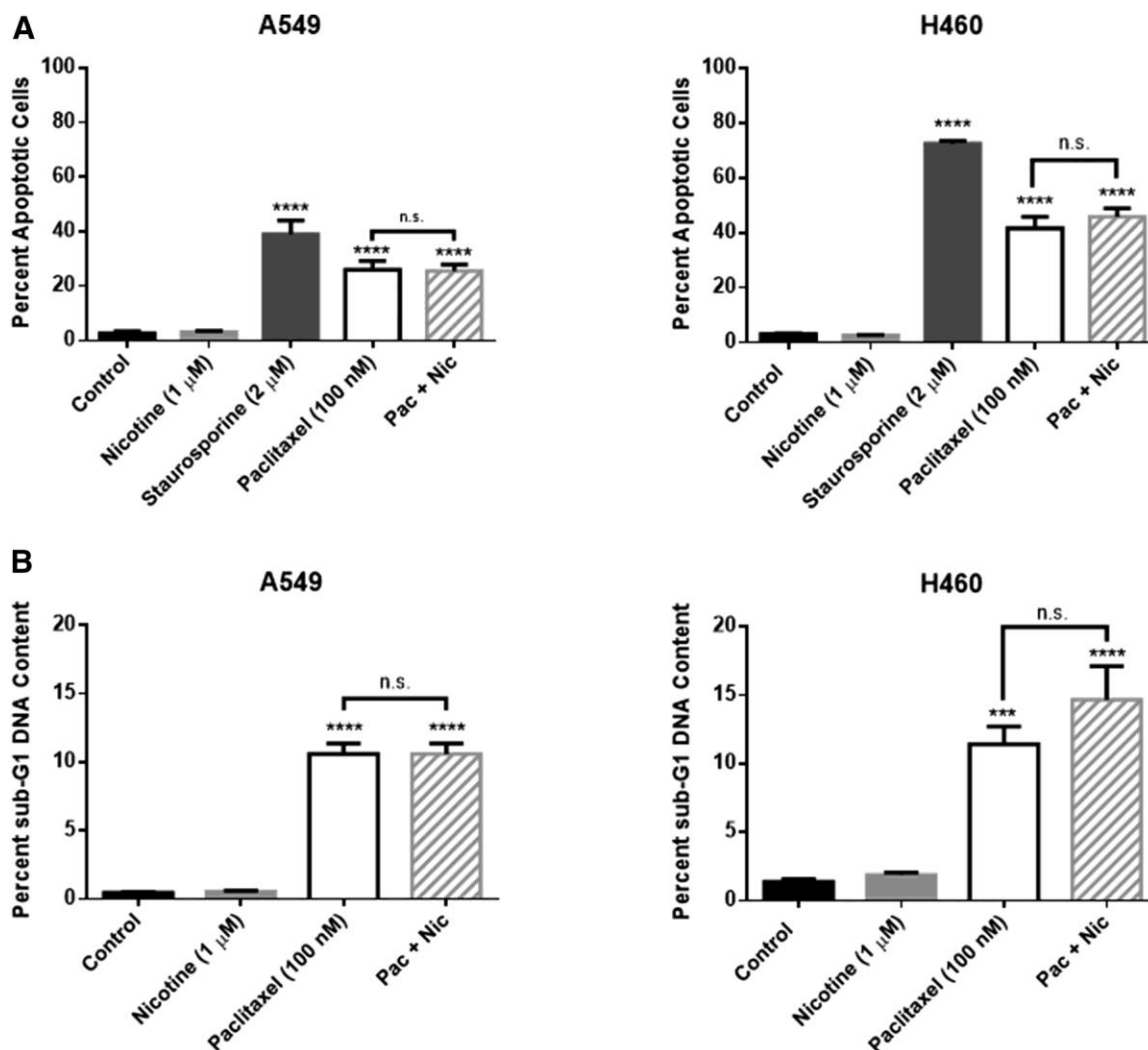 A
A549
Percent Apoptotic Cells
100
80
60
40
20
0
****
****
n.s.
****
Control
Nicotine (1 μM)
Staurosporine (2 μM)
Paclitaxel (100 nM)
Pac + Nic
H460
Percent Apoptotic Cells
100
80
60
40
20
0
****
****
n.s.
****
Control
Nicotine (1 μM)
Staurosporine (2 μM)
Paclitaxel (100 nM)
Pac + Nic
B
A549
Percent sub-G1 DNA Content
20
15
10
5
0
****
n.s.
****
Control
Nicotine (1 μM)
Paclitaxel (100 nM)
Pac + Nic
H460
Percent sub-G1 DNA Content
20
15
10
5
0
***
n.s.
****
Control
Nicotine (1 μM)
Paclitaxel (100 nM)
Pac + Nic